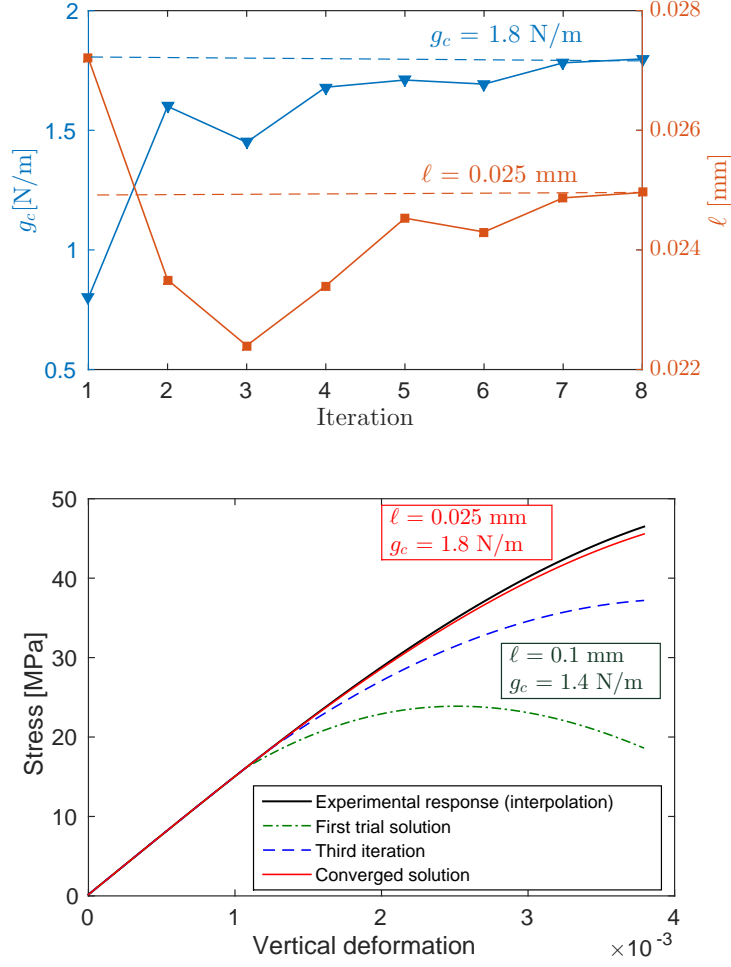 g_c = 1.8 N/m
ℓ = 0.025 mm
2
1.5
1
0.5
g_c[N/m]
0.028
0.026
0.024
0.022
ℓ [mm]
1 2 3 4 5 6 7 8
Iteration
ℓ = 0.025 mm
g_c = 1.8 N/m
ℓ = 0.1 mm
g_c = 1.4 N/m
50
40
30
20
10
0
Stress [MPa]
Experimental response (interpolation)
First trial solution
Third iteration
Converged solution
0 1 2 3 4
Vertical deformation
×10⁻³